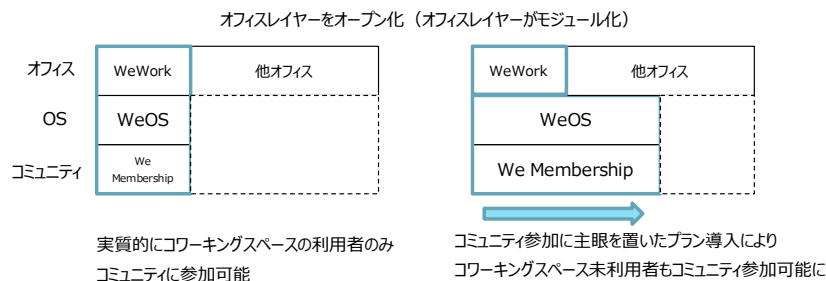 オフィスレイヤーをオープン化（オフィスレイヤーがモジュール化）
オフィス
WeWork
他オフィス
OS
WeOS
コミュニティ
We
Membership
実質的にコワーキングスペースの利用者のみ
コミュニティに参加可能
WeWork
他オフィス
WeOS
We Membership
コミュニティ参加に主眼を置いたプラン導入により
コワーキングスペース未利用者もコミュニティ参加可能に